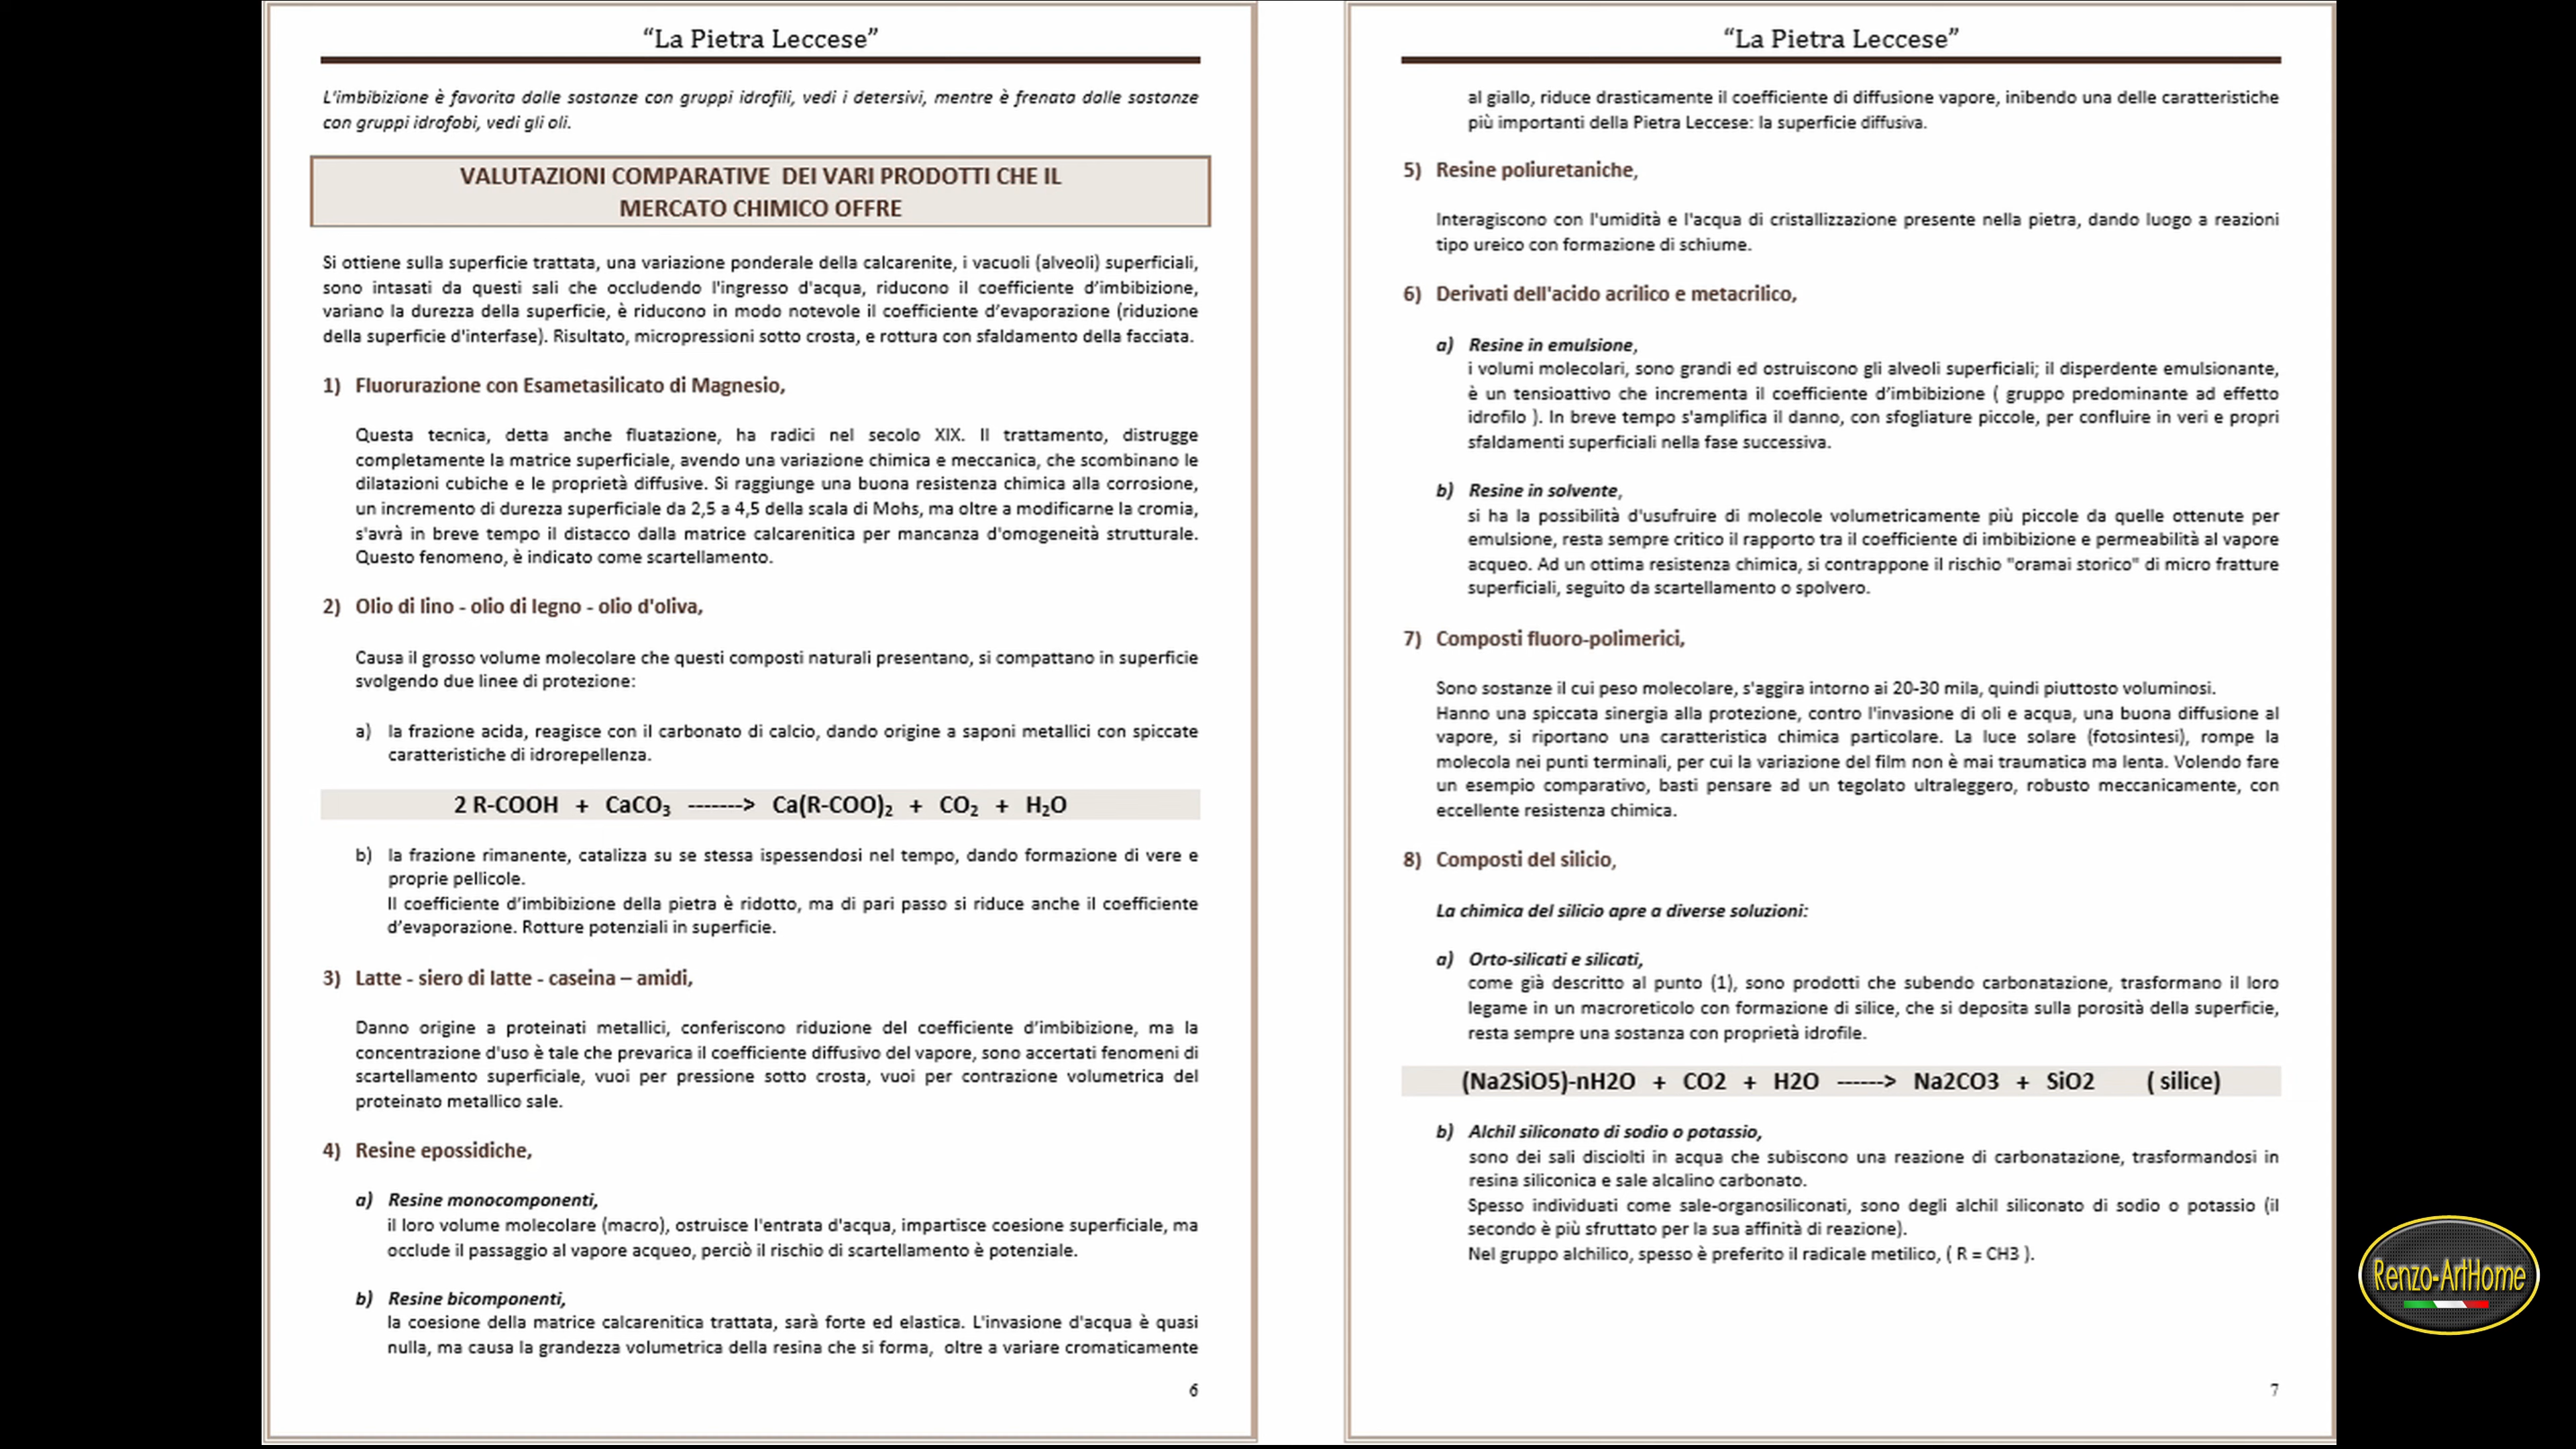 “La Pietra Leccese”
L'imbibizione è favorita dalle sostanze con gruppi idrofili, vedi i detersivi, mentre è frenata dalle sostanze
con gruppi idrofobi, vedi gli oli.
VALUTAZIONI COMPARATIVE DEI VARI PRODOTTI CHE IL
MERCATO CHIMICO OFFRE
Si ottiene sulla superficie trattata, una variazione ponderale della calcarenite, i vacuoli (alveoli) superficiali,
sono intasati da questi sali che occludendo l'ingresso d'acqua, riducono il coefficiente d’imbibizione,
variano la durezza della superficie, è riducono in modo notevole il coefficiente d’evaporazione (riduzione
della superficie d'interfase). Risultato, micropressioni sotto crosta, e rottura con sfaldamento della facciata.
1) Fluorurazione con Esametasilicato di Magnesio,
Questa tecnica, detta anche fluatazione, ha radici nel secolo XIX. Il trattamento, distrugge
completamente la matrice superficiale, avendo una variazione chimica e meccanica, che scombinano le
dilatazioni cubiche e le proprietà diffusive. Si raggiunge una buona resistenza chimica alla corrosione,
un incremento di durezza superficiale da 2,5 a 4,5 della scala di Mohs, ma oltre a modificarne la cromia,
s'avrà in breve tempo il distacco dalla matrice calcarenitica per mancanza d'omogeneità strutturale.
Questo fenomeno, è indicato come scartellamento.
2) Olio di lino - olio di legno - olio d'oliva,
Causa il grosso volume molecolare che questi composti naturali presentano, si compattano in superficie
svolgendo due linee di protezione:
a) la frazione acida, reagisce con il carbonato di calcio, dando origine a saponi metallici con spiccate
caratteristiche di idrorepellenza.
2 R-COOH + CaCO₃ -------> Ca(R-COO)₂ + CO₂ + H₂O
b) la frazione rimanente, catalizza su se stessa ispessendosi nel tempo, dando formazione di vere e
proprie pellicole.
Il coefficiente d’imbibizione della pietra è ridotto, ma di pari passo si riduce anche il coefficiente
d’evaporazione. Rotture potenziali in superficie.
3) Latte - siero di latte - caseina – amidi,
Danno origine a proteinati metallici, conferiscono riduzione del coefficiente d’imbibizione, ma la
concentrazione d'uso è tale che prevarica il coefficiente diffusivo del vapore, sono accertati fenomeni di
scartellamento superficiale, vuoi per pressione sotto crosta, vuoi per contrazione volumetrica del
proteinato metallico sale.
4) Resine epossidiche,
a) Resine monocomponenti,
il loro volume molecolare (macro), ostruisce l'entrata d'acqua, impartisce coesione superficiale, ma
occlude il passaggio al vapore acqueo, perciò il rischio di scartellamento è potenziale.
b) Resine bicomponenti,
la coesione della matrice calcarenitica trattata, sarà forte ed elastica. L'invasione d'acqua è quasi
nulla, ma causa la grandezza volumetrica della resina che si forma, oltre a variare cromaticamente
6
“La Pietra Leccese”
al giallo, riduce drasticamente il coefficiente di diffusione vapore, inibendo una delle caratteristiche
più importanti della Pietra Leccese: la superficie diffusiva.
5) Resine poliuretaniche,
Interagiscono con l'umidità e l'acqua di cristallizzazione presente nella pietra, dando luogo a reazioni
tipo ureico con formazione di schiume.
6) Derivati dell'acido acrilico e metacrilico,
a) Resine in emulsione,
i volumi molecolari, sono grandi ed ostruiscono gli alveoli superficiali; il disperdente emulsionante,
è un tensioattivo che incrementa il coefficiente d’imbibizione ( gruppo predominante ad effetto
idrofilo ). In breve tempo s'amplifica il danno, con sfogliature piccole, per confluire in veri e propri
sfaldamenti superficiali nella fase successiva.
b) Resine in solvente,
si ha la possibilità d'usufruire di molecole volumetricamente più piccole da quelle ottenute per
emulsione, resta sempre critico il rapporto tra il coefficiente di imbibizione e permeabilità al vapore
acqueo. Ad un ottima resistenza chimica, si contrappone il rischio "oramai storico" di micro fratture
superficiali, seguito da scartellamento o spolvero.
7) Composti fluoro-polimerici,
Sono sostanze il cui peso molecolare, s'aggira intorno ai 20-30 mila, quindi piuttosto voluminosi.
Hanno una spiccata sinergia alla protezione, contro l'invasione di oli e acqua, una buona diffusione al
vapore, si riportano una caratteristica chimica particolare. La luce solare (fotosintesi), rompe la
molecola nei punti terminali, per cui la variazione del film non è mai traumatica ma lenta. Volendo fare
un esempio comparativo, basti pensare ad un tegolato ultraleggero, robusto meccanicamente, con
eccellente resistenza chimica.
8) Composti del silicio,
La chimica del silicio apre a diverse soluzioni:
a) Orto-silicati e silicati,
come già descritto al punto (1), sono prodotti che subendo carbonatazione, trasformano il loro
legame in un macroreticolo con formazione di silice, che si deposita sulla porosità della superficie,
resta sempre una sostanza con proprietà idrofile.
(Na2SiO5)-nH2O + CO2 + H2O ------> Na2CO3 + SiO2 ( silice)
b) Alchil siliconato di sodio o potassio,
sono dei sali disciolti in acqua che subiscono una reazione di carbonatazione, trasformandosi in
resina siliconica e sale alcalino carbonato.
Spesso individuati come sale-organosiliconati, sono degli alchil siliconato di sodio o potassio (il
secondo è più sfruttato per la sua affinità di reazione).
Nel gruppo alchilico, spesso è preferito il radicale metilico, ( R = CH3 ).
7
Renzo-ArtHome